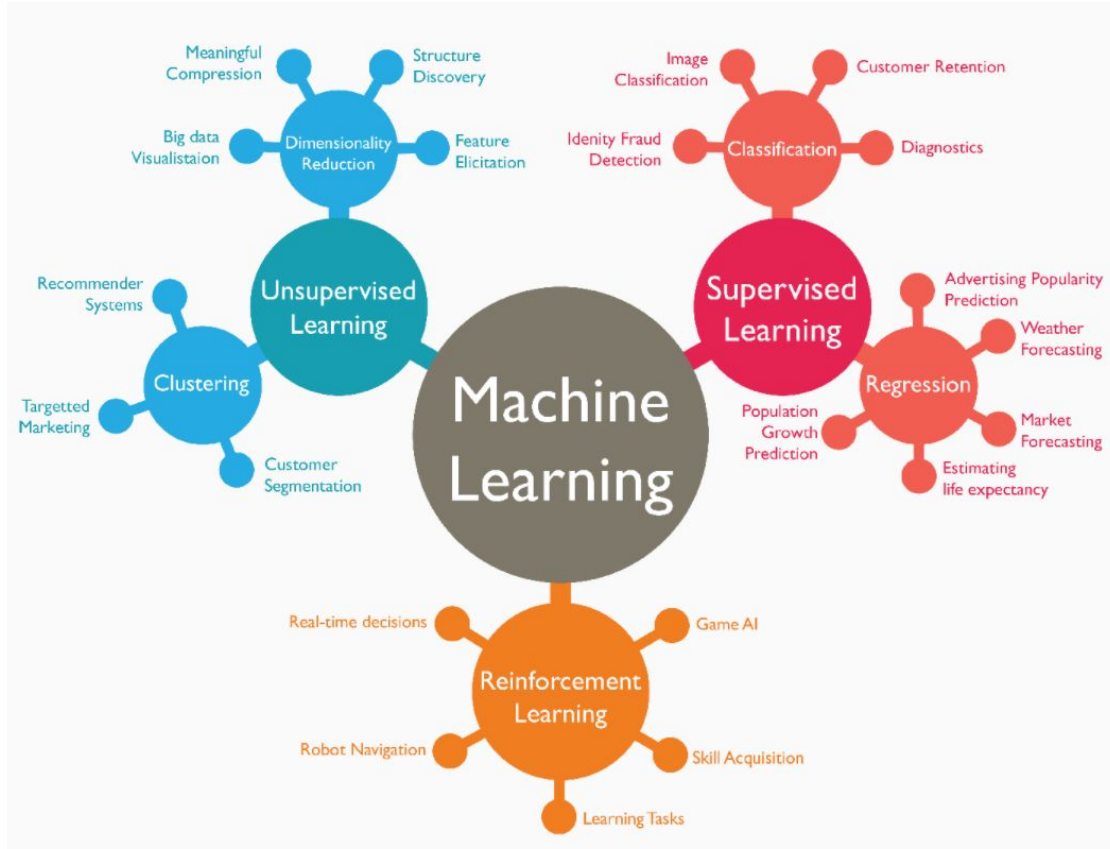 Meaningful
Compression
Structure
Discovery
Big data
Visualistaion
Dimensionality
Reduction
Feature
Elicitation
Image
Classification
Customer Retention
Idenity Fraud
Detection
Classification
Diagnostics
Unsupervised
Learning
Supervised
Learning
Recommender
Systems
Clustering
Targetted
Marketing
Customer
Segmentation
Advertising Popularity
Prediction
Weather
Forecasting
Regression
Population
Growth
Prediction
Market
Forecasting
Estimating
life expectancy
Machine
Learning
Real-time decisions
Game AI
Reinforcement
Learning
Robot Navigation
Skill Acquisition
Learning Tasks